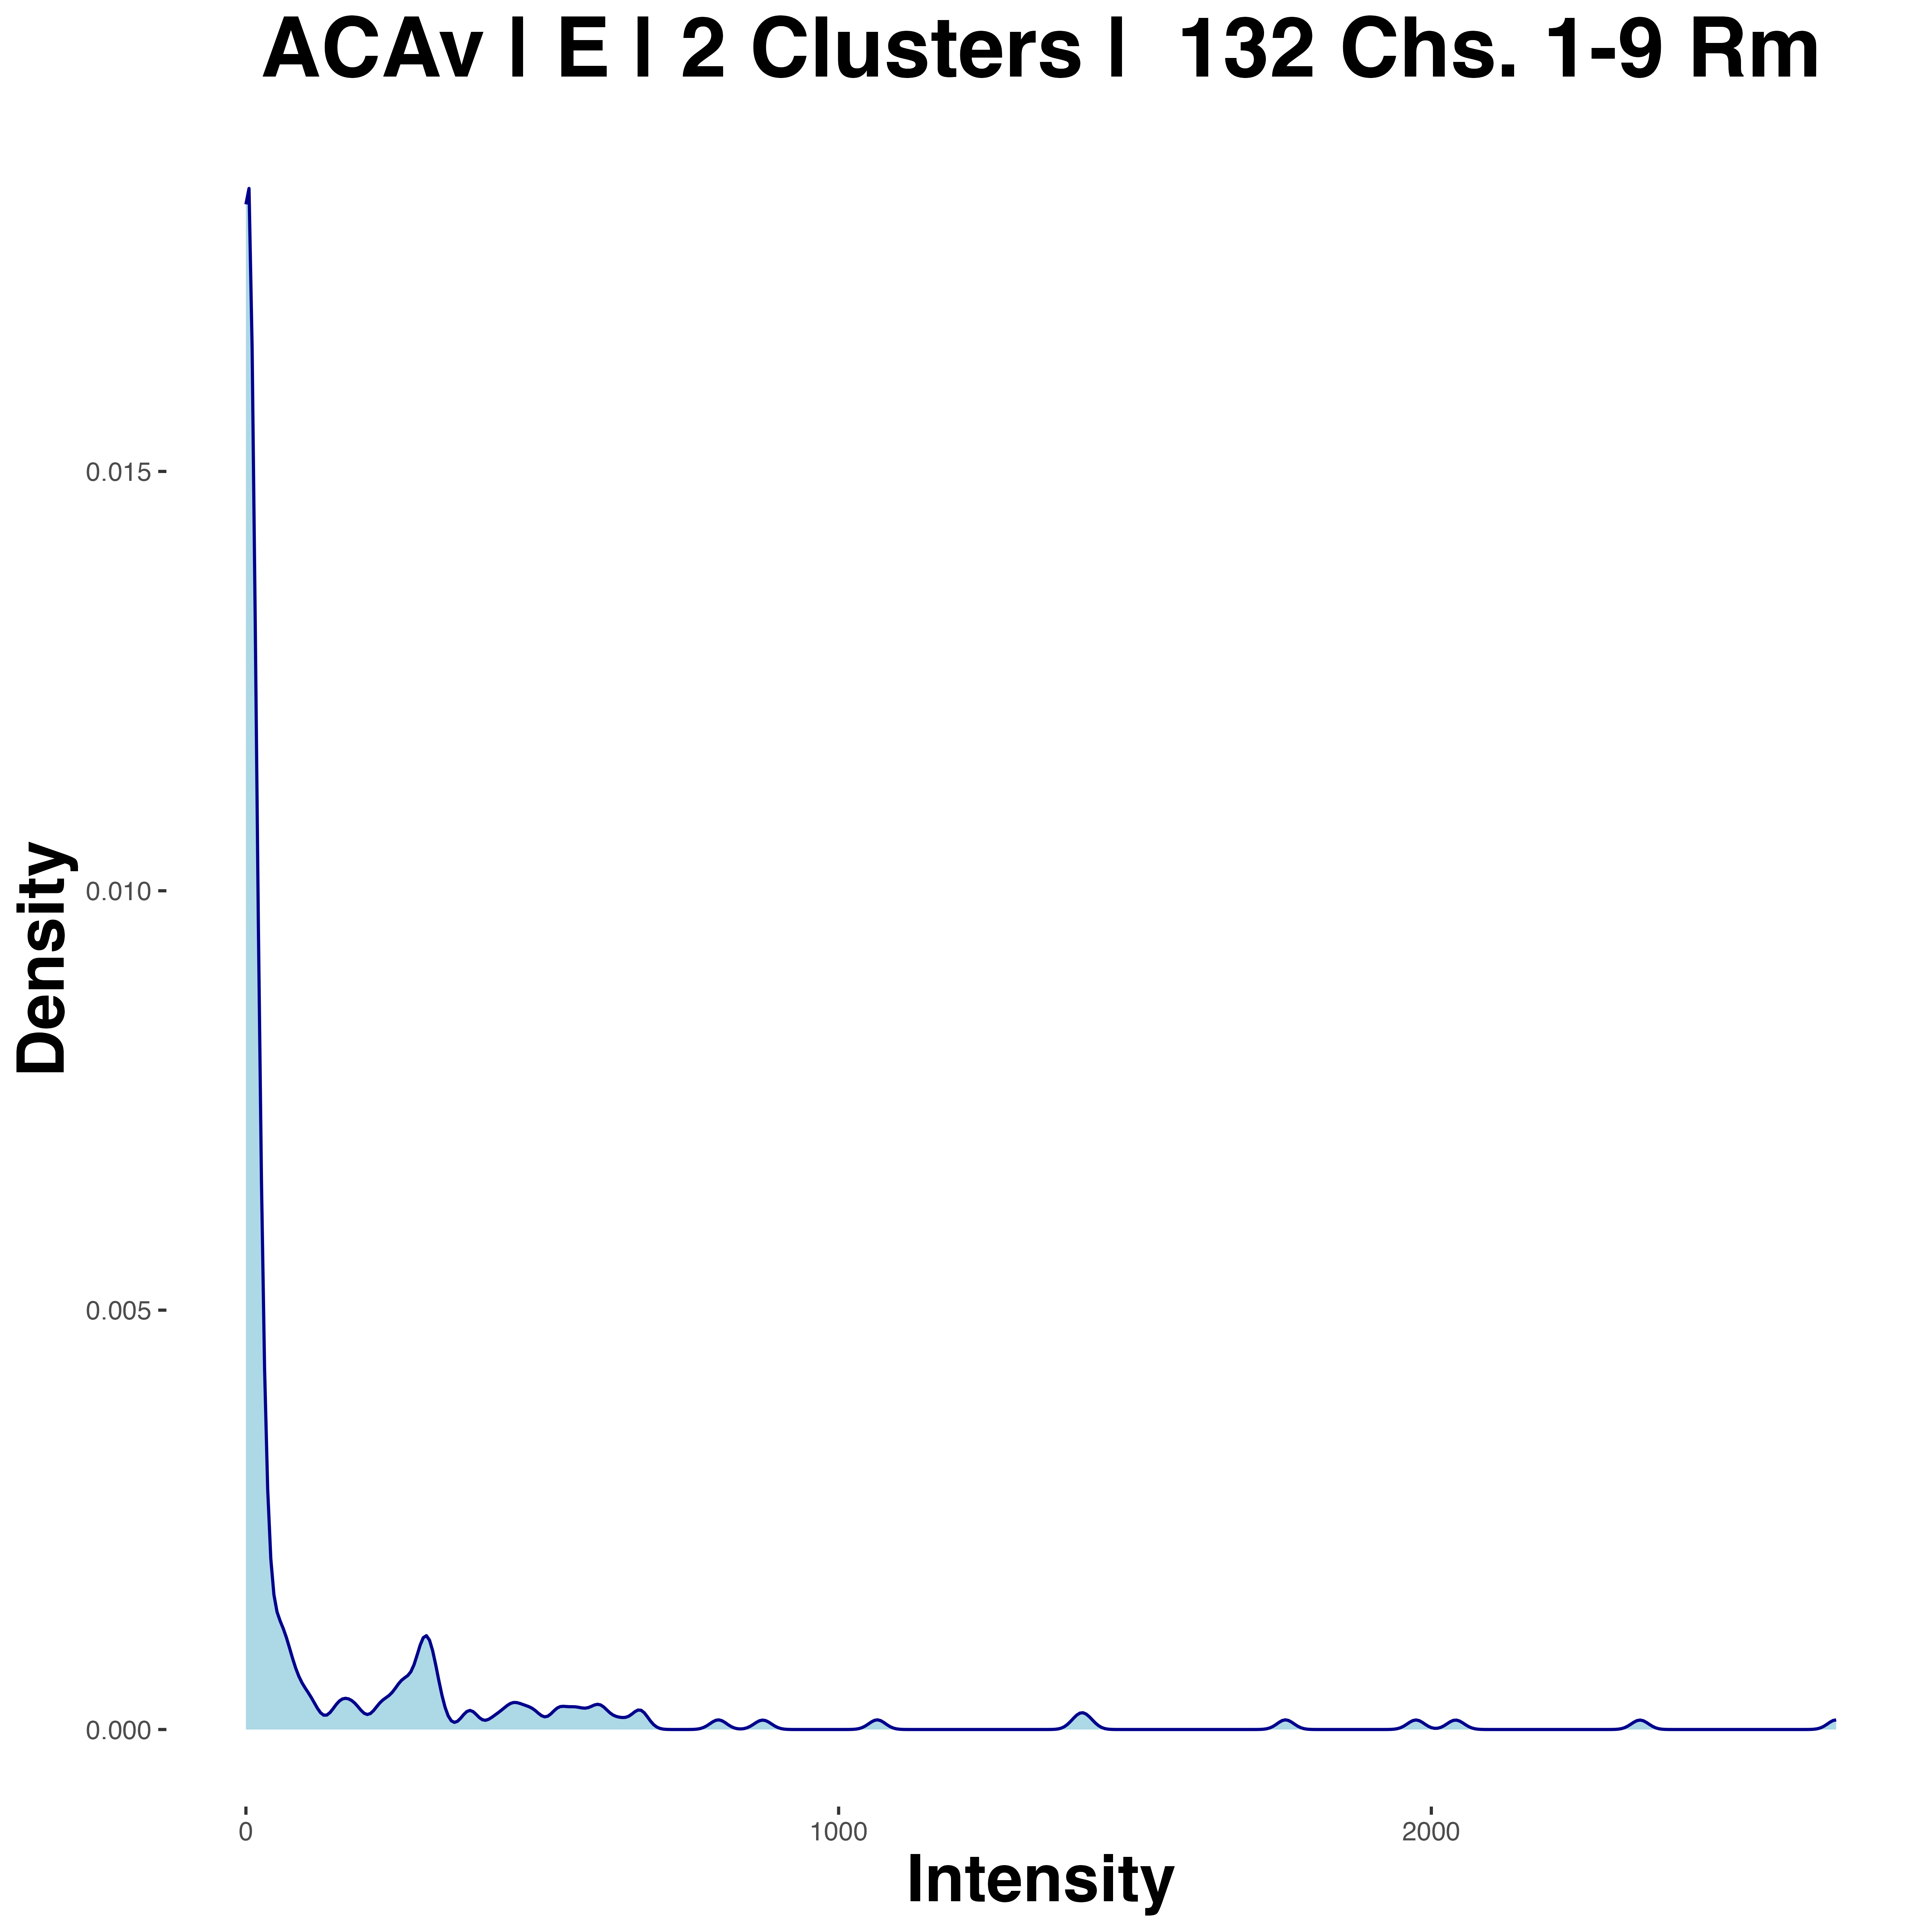 ACAv | E | 2 Clusters |  132 Chs. 1-9 Rm
Density
0.015
0.010
0.005
0.000
0
1000
2000
Intensity